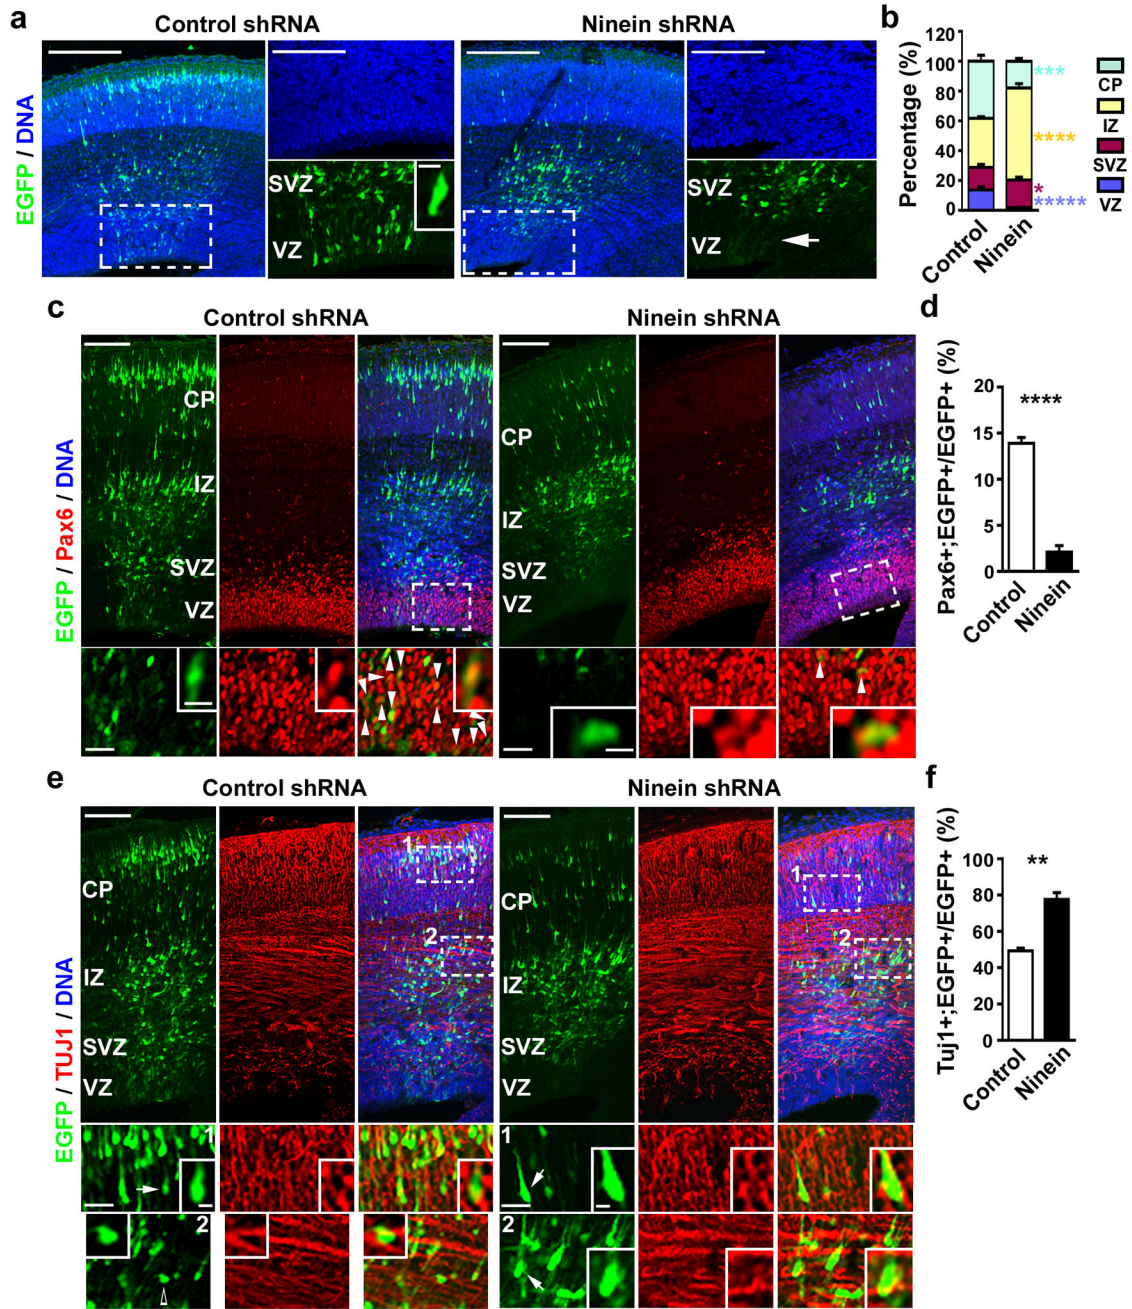 a
Control shRNA
Ninein shRNA
EGFP / DNA
SVZ
VZ
SVZ
VZ
b
Percentage (%)
120
100
80
60
40
20
0
***
****
*
*****
Control
Ninein
CP
IZ
SVZ
VZ
c
Control shRNA
Ninein shRNA
EGFP / Pax6 / DNA
CP
IZ
SVZ
VZ
CP
IZ
SVZ
VZ
d
Pax6+;EGFP+/EGFP+ (%)
20
15
10
5
0
****
Control
Ninein
e
Control shRNA
Ninein shRNA
EGFP / TUJ1 / DNA
CP
IZ
SVZ
VZ
1
2
CP
IZ
SVZ
VZ
1
2
1
2
1
2
f
Tuj1+;EGFP+/EGFP+ (%)
100
80
60
40
20
0
**
Control
Ninein